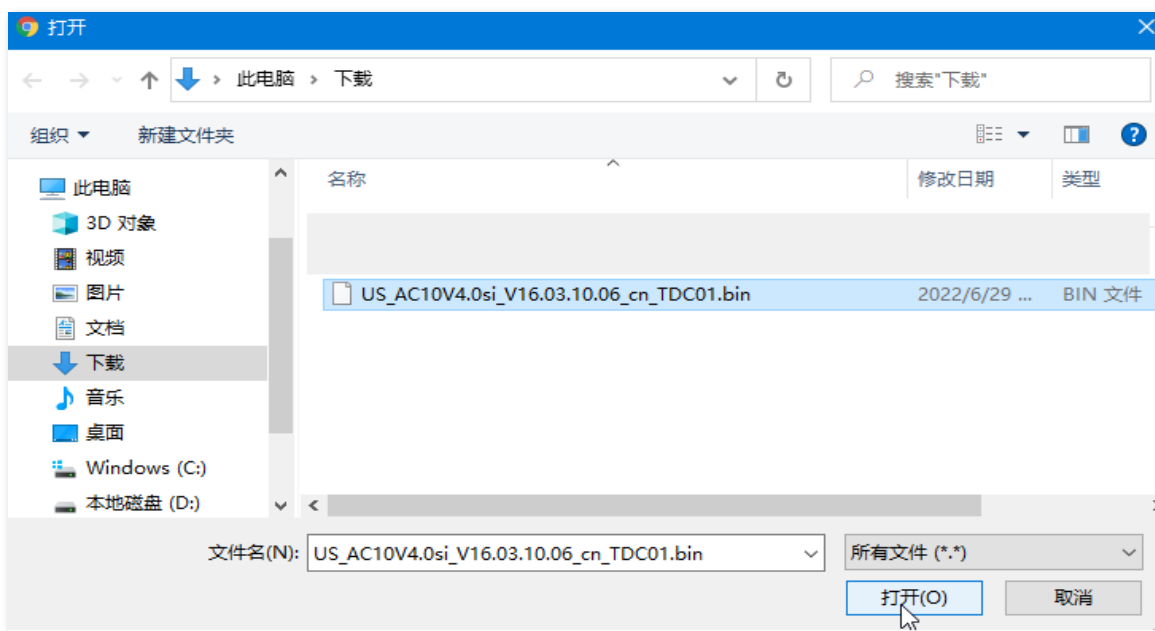 打开
此电脑 › 下载
搜索"下载"
组织
新建文件夹
名称
修改日期
类型
此电脑
3D 对象
视频
图片
文档
下载
音乐
桌面
Windows (C:)
本地磁盘 (D:)
US_AC10V4.0si_V16.03.10.06_cn_TDC01.bin
2022/6/29 ...
BIN 文件
文件名(N):
US_AC10V4.0si_V16.03.10.06_cn_TDC01.bin
所有文件 (*.*)
打开(O)
取消